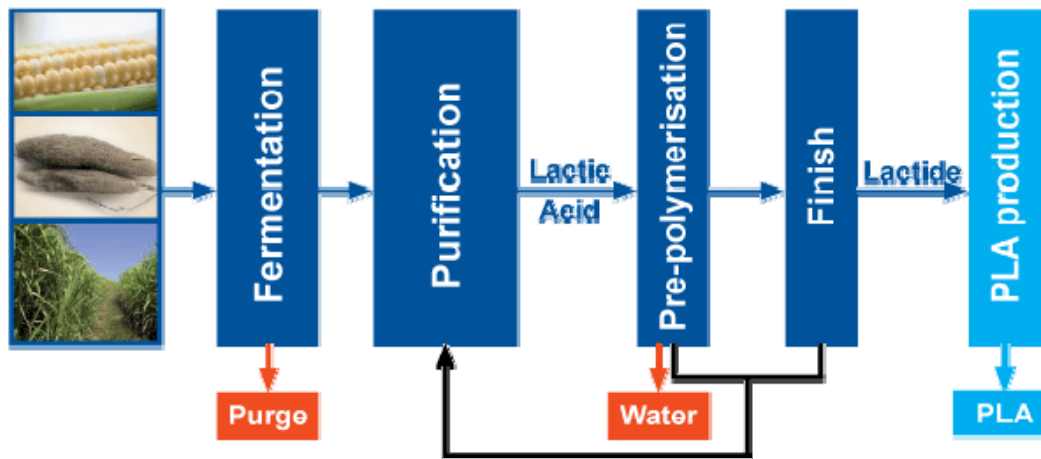 Fermentation
Purification
Lactic
Acid
Pre-polymerisation
Finish
Lactide
PLA production
Purge
Water
PLA